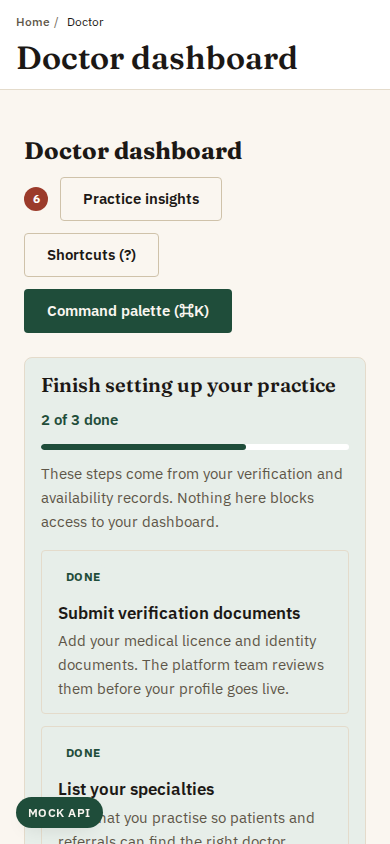 Home / Doctor
Doctor dashboard
Doctor dashboard
6 Practice insights
Shortcuts (?)
Command palette (⌘K)
Finish setting up your practice
2 of 3 done
These steps come from your verification and
availability records. Nothing here blocks
access to your dashboard.
DONE
Submit verification documents
Add your medical licence and identity
documents. The platform team reviews
them before your profile goes live.
DONE
List your specialties
MOCK API
you practise so patients and
referrals can find the right doctor.